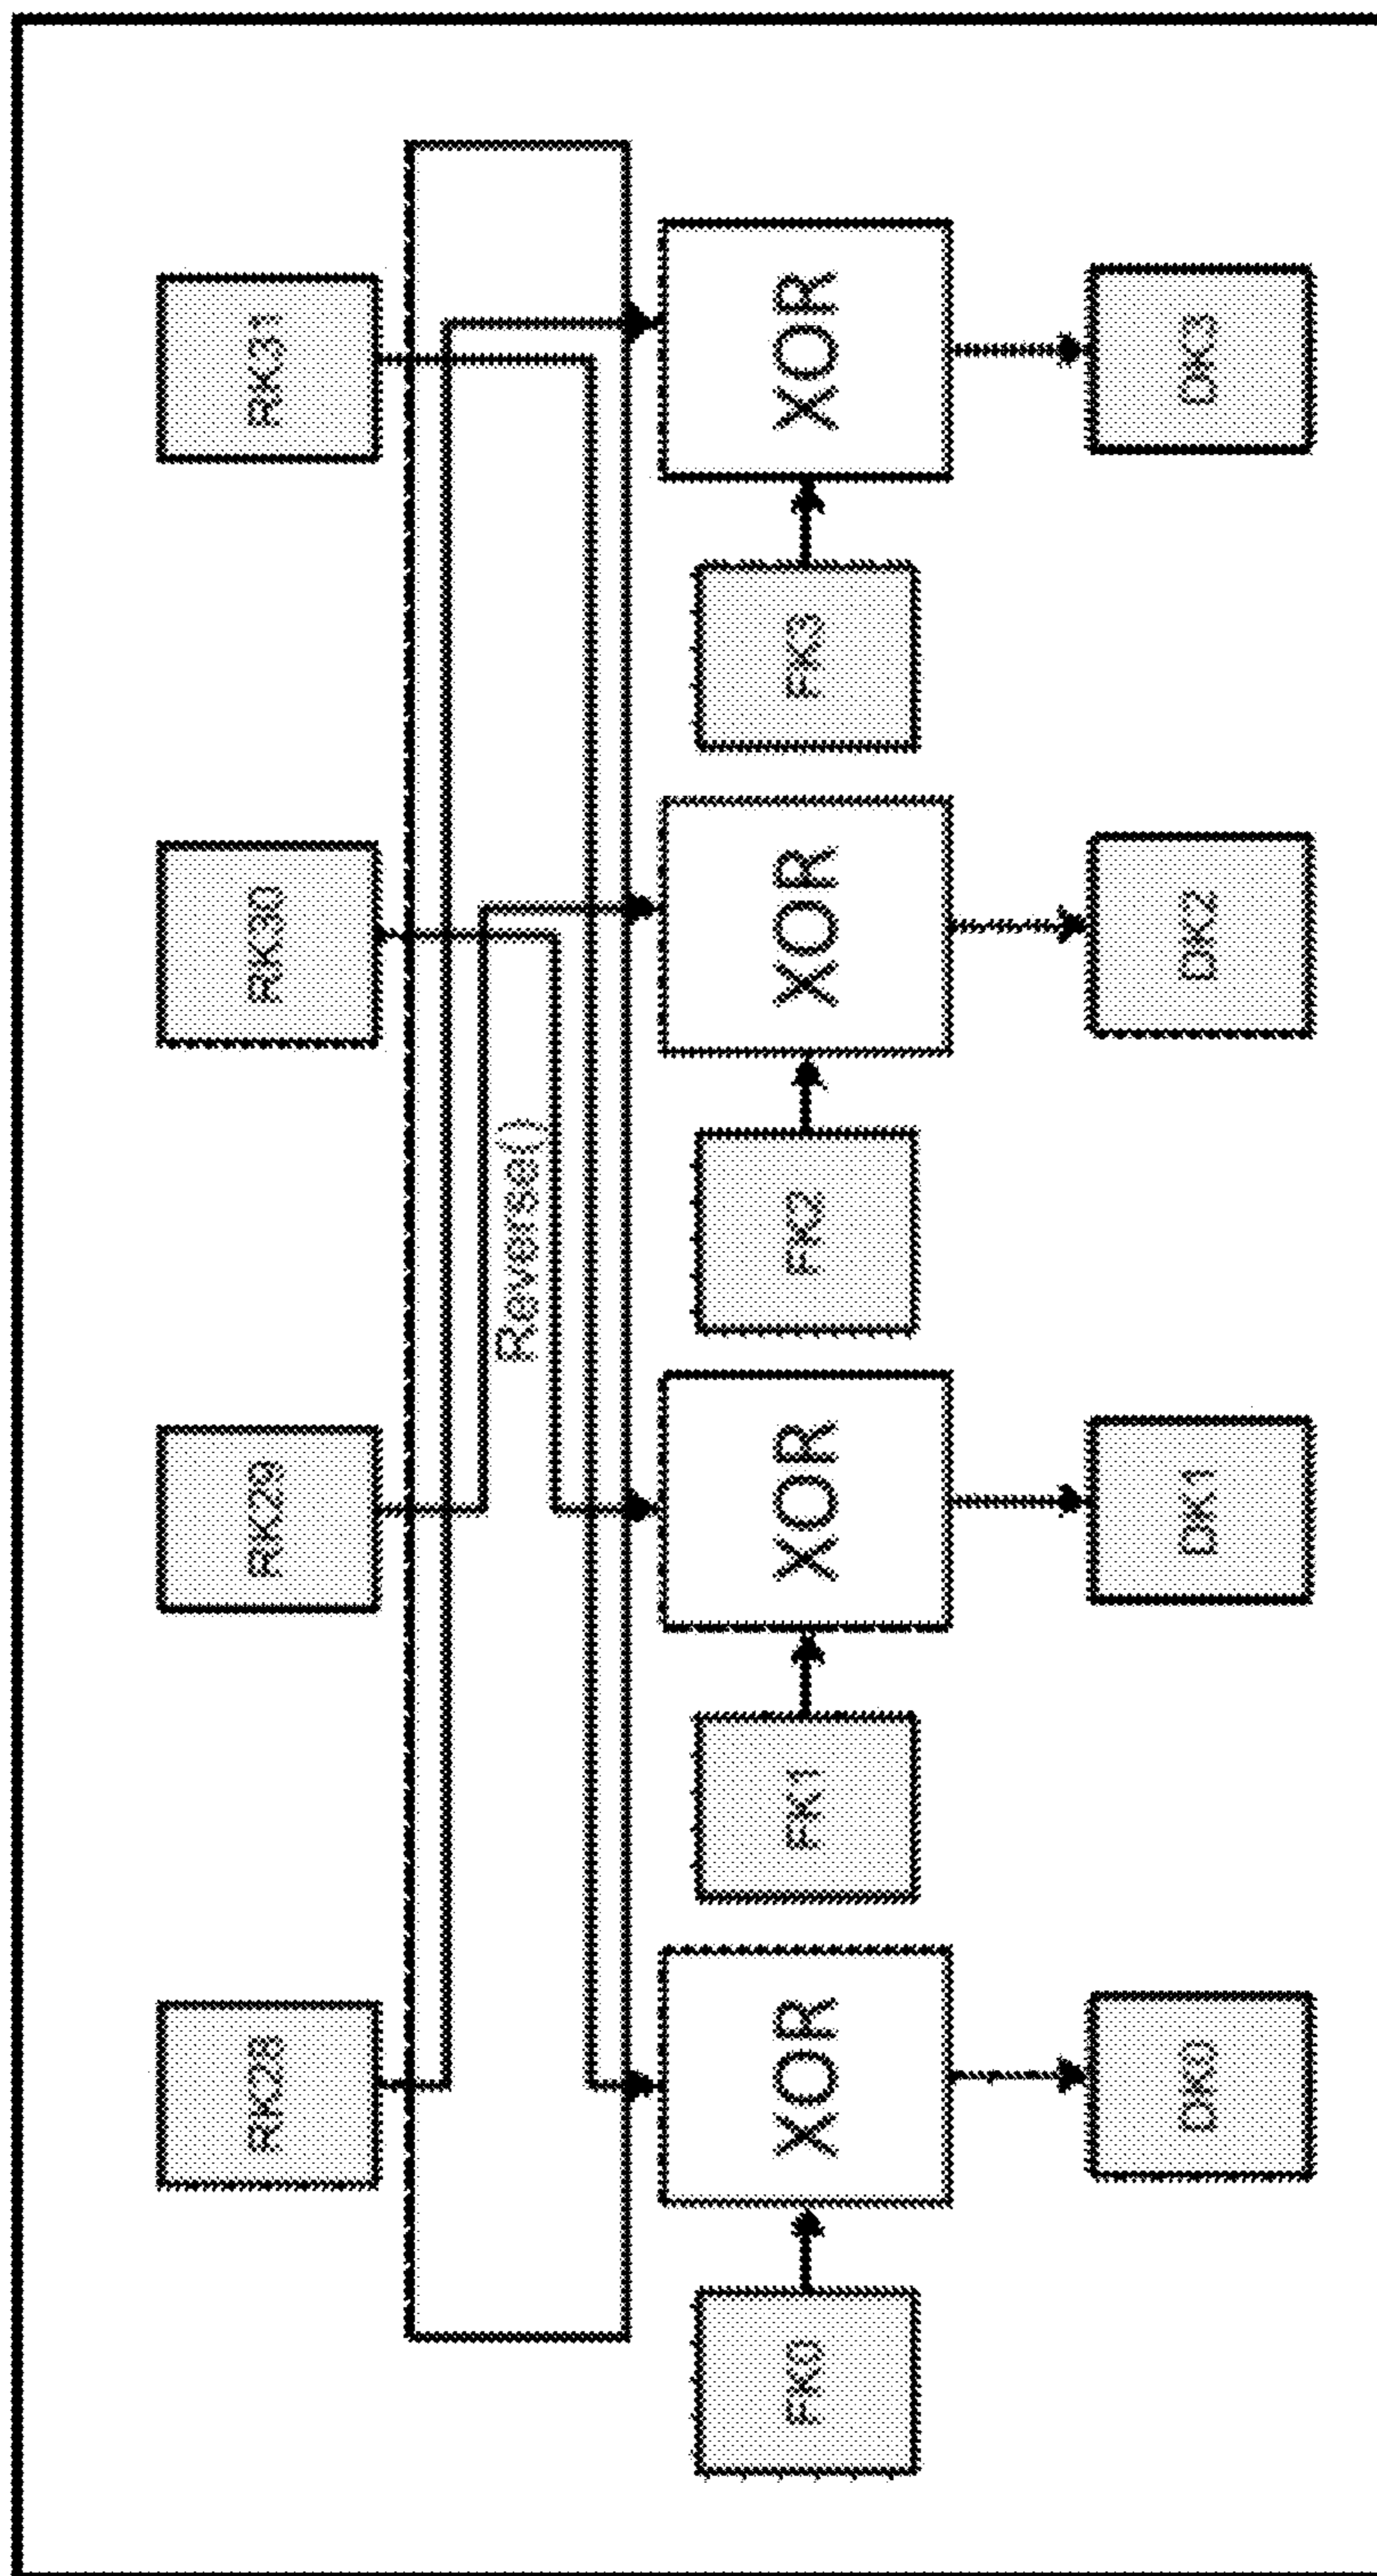 RK28
RK29
RK30
RK31
Reverse()
FK0
XOR
FK1
XOR
FK2
XOR
FK3
XOR
DK0
DK1
DK2
DK3